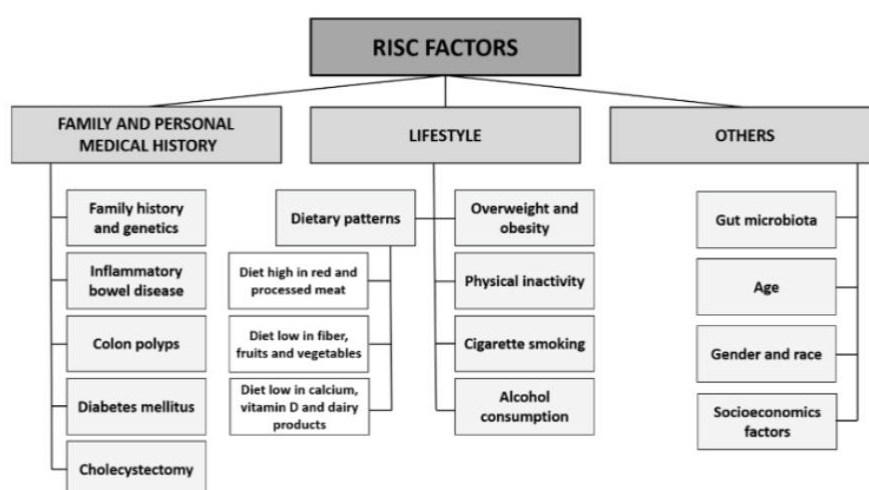 RISC FACTORS
FAMILY AND PERSONAL
MEDICAL HISTORY
Family history
and genetics
Inflammatory
bowel disease
Colon polyps
Diabetes mellitus
Cholecystectomy
LIFESTYLE
Dietary patterns
Diet high in red and
processed meat
Diet low in fiber,
fruits and vegetables
Diet low in calcium,
vitamin D and dairy
products
Overweight and
obesity
Physical inactivity
Cigarette smoking
Alcohol
consumption
OTHERS
Gut microbiota
Age
Gender and race
Socioeconomics
factors